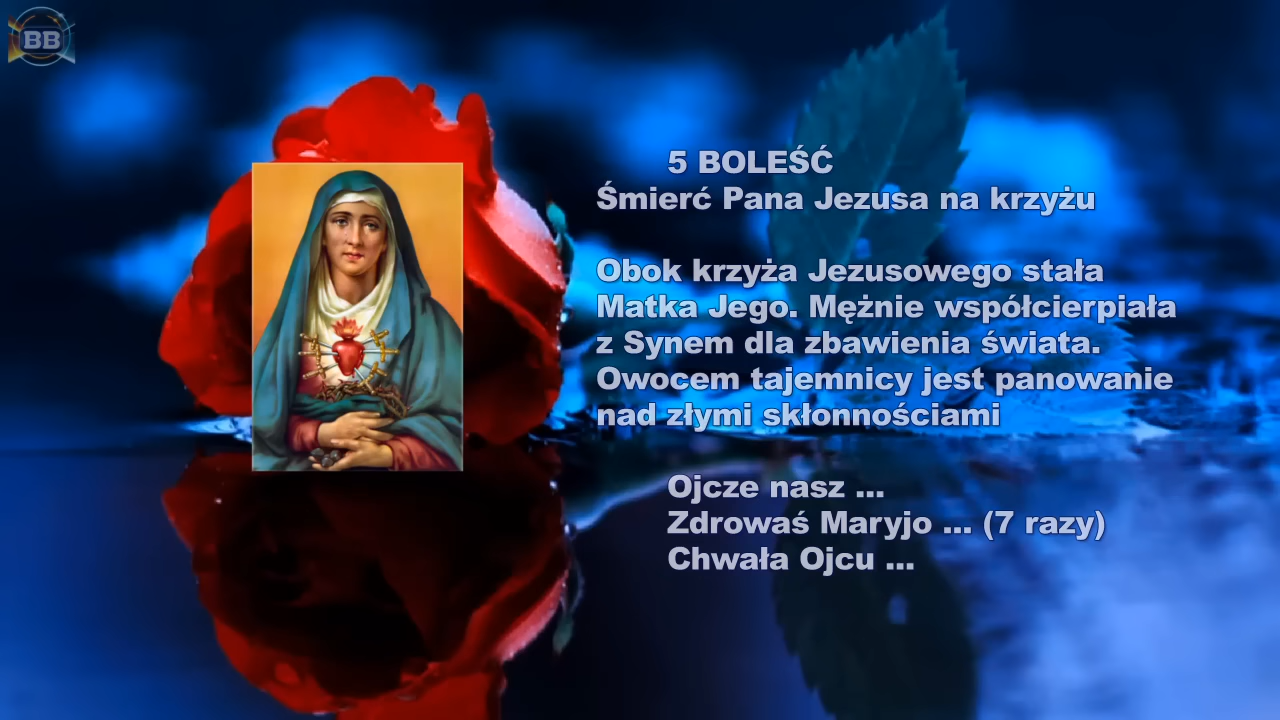 BB
5 BOLEŚĆ
Śmierć Pana Jezusa na krzyżu
Obok krzyża Jezusowego stała
Matka Jego. Mężnie współcierpiała
z Synem dla zbawienia świata.
Owocem tajemnicy jest panowanie
nad złymi skłonnościami
Ojcze nasz ...
Zdrowaś Maryjo ... (7 razy)
Chwała Ojcu ...